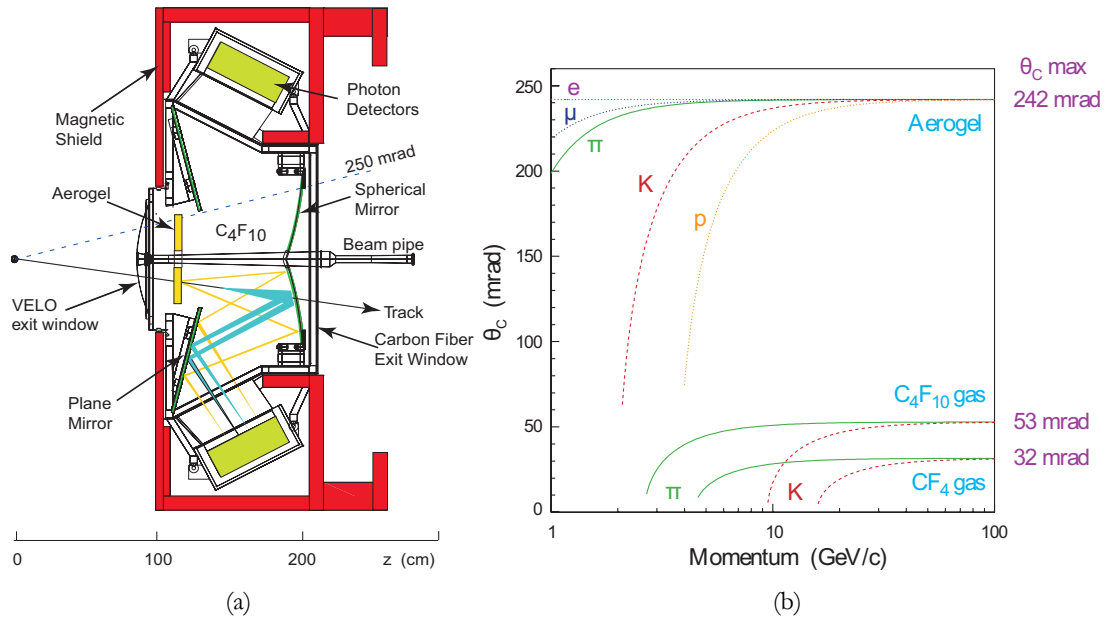 Magnetic
Shield
Photon
Detectors
250 mrad
Aerogel
Spherical
Mirror
C₄F₁₀
Beam pipe
VELO
exit window
Track
Carbon Fiber
Exit Window
Plane
Mirror
0 100 200 z (cm)
(a)
θC max
242 mrad
53 mrad
32 mrad
θC (mrad)
250
200
150
100
50
0
e
μ
π
K
p
Aerogel
C₄F₁₀ gas
π
K
CF₄ gas
1 10 100
Momentum (GeV/c)
(b)